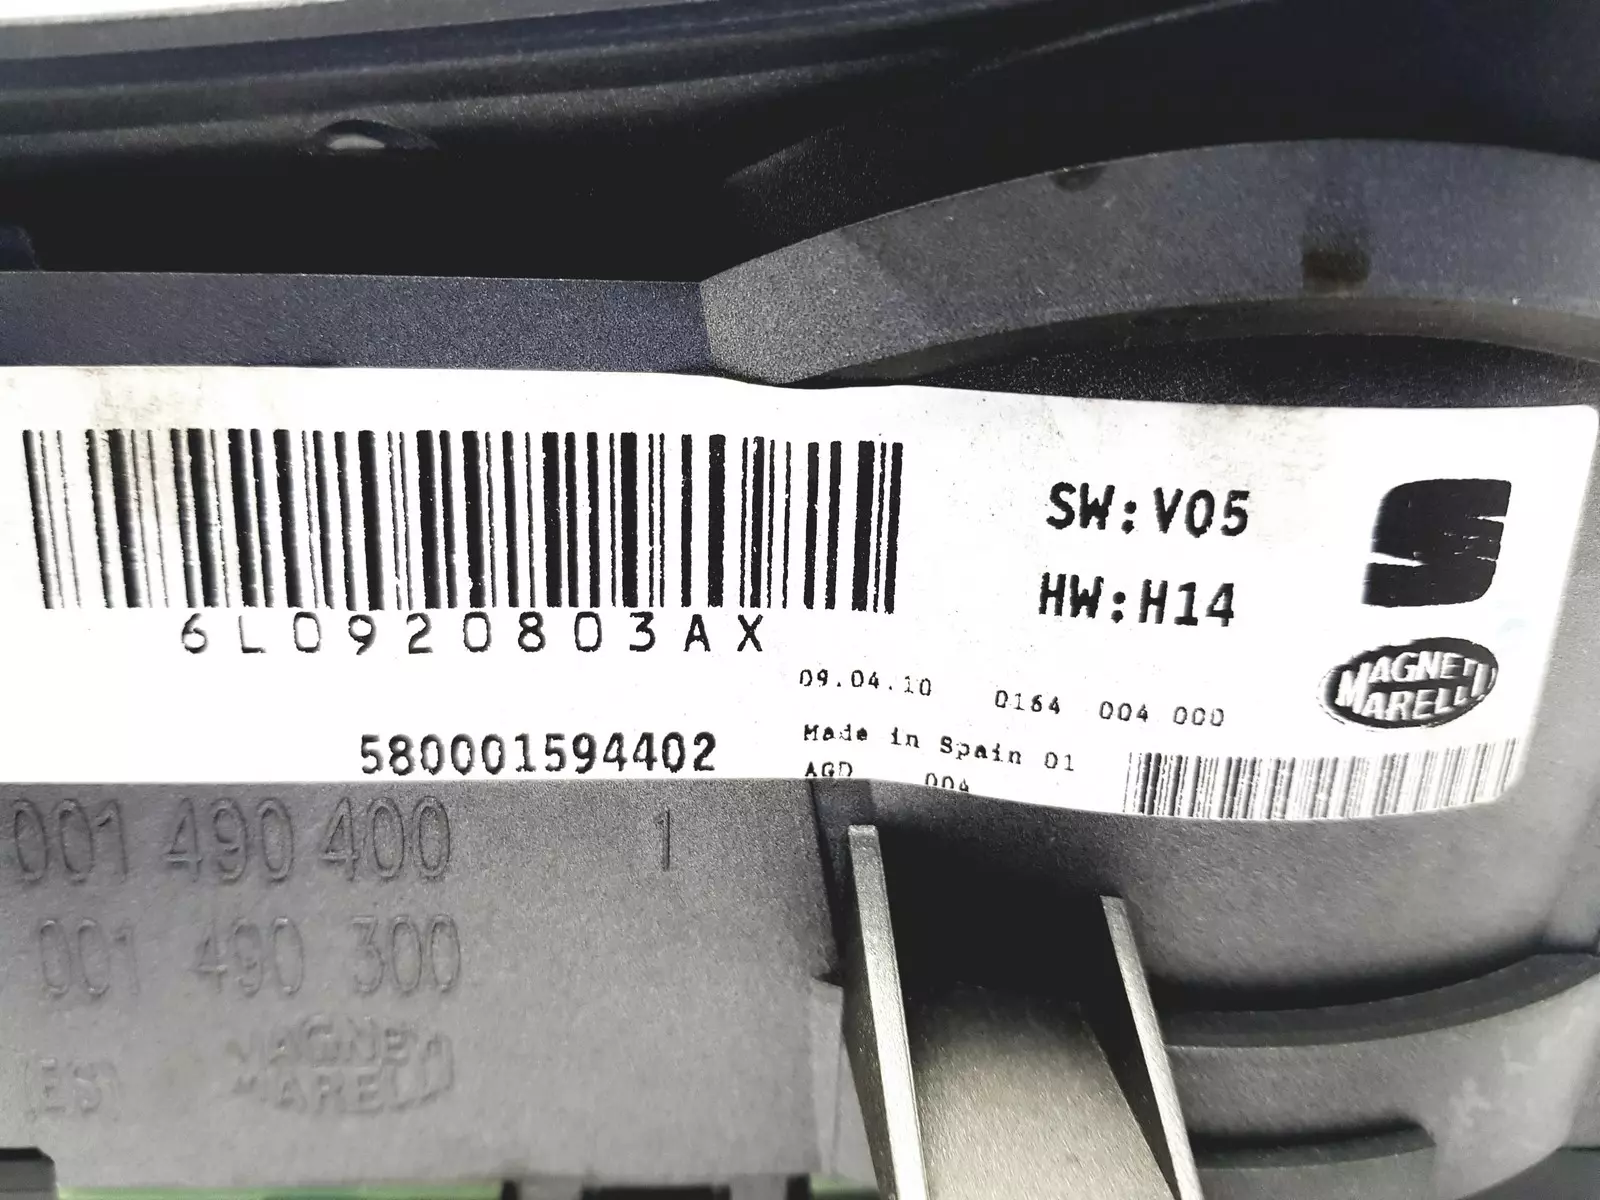 SW:V05
HW:H14
6L0920803AX
MAGNETI
MARELLI
09.04.10 0164 004 000
580001594402
Made in Spain 01
AGD 004
001 490 400 1
001 490 300
MAGNETI
MARELLI